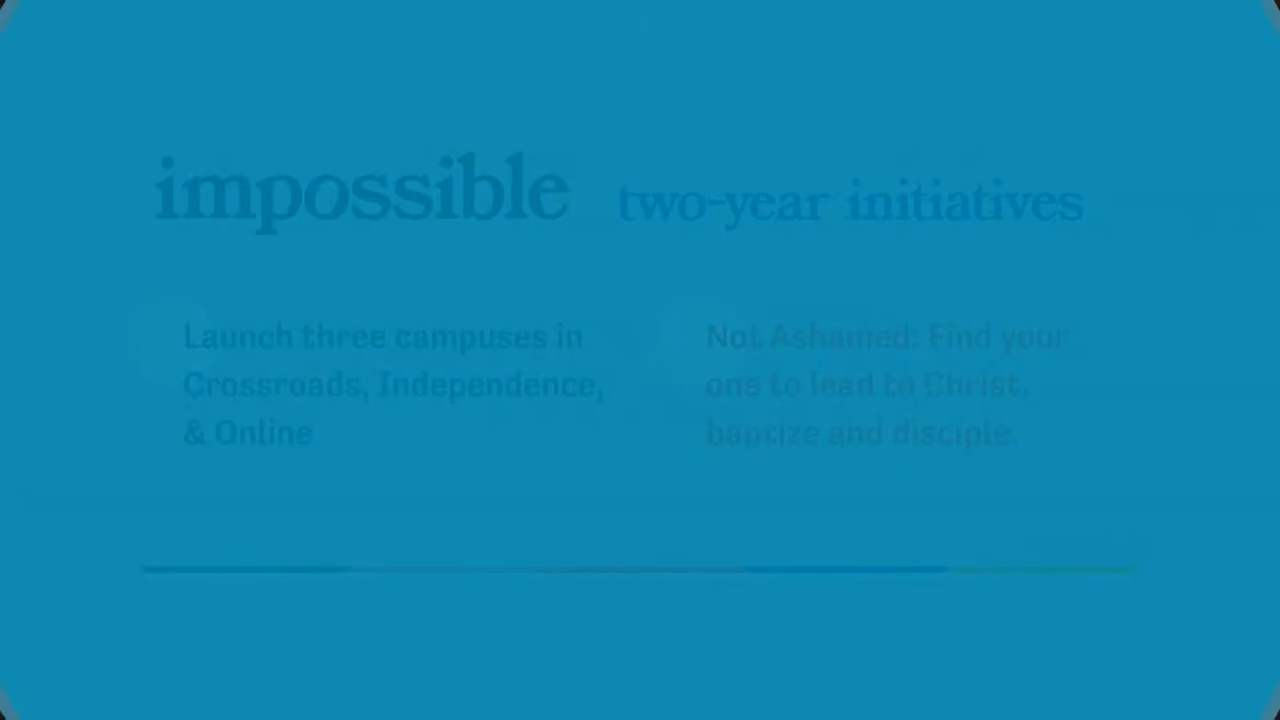 impossible two-year initiatives
Launch three campuses in
Crossroads, Independence,
& Online
Not Ashamed: Find your
one to lead to Christ,
baptize and disciple.